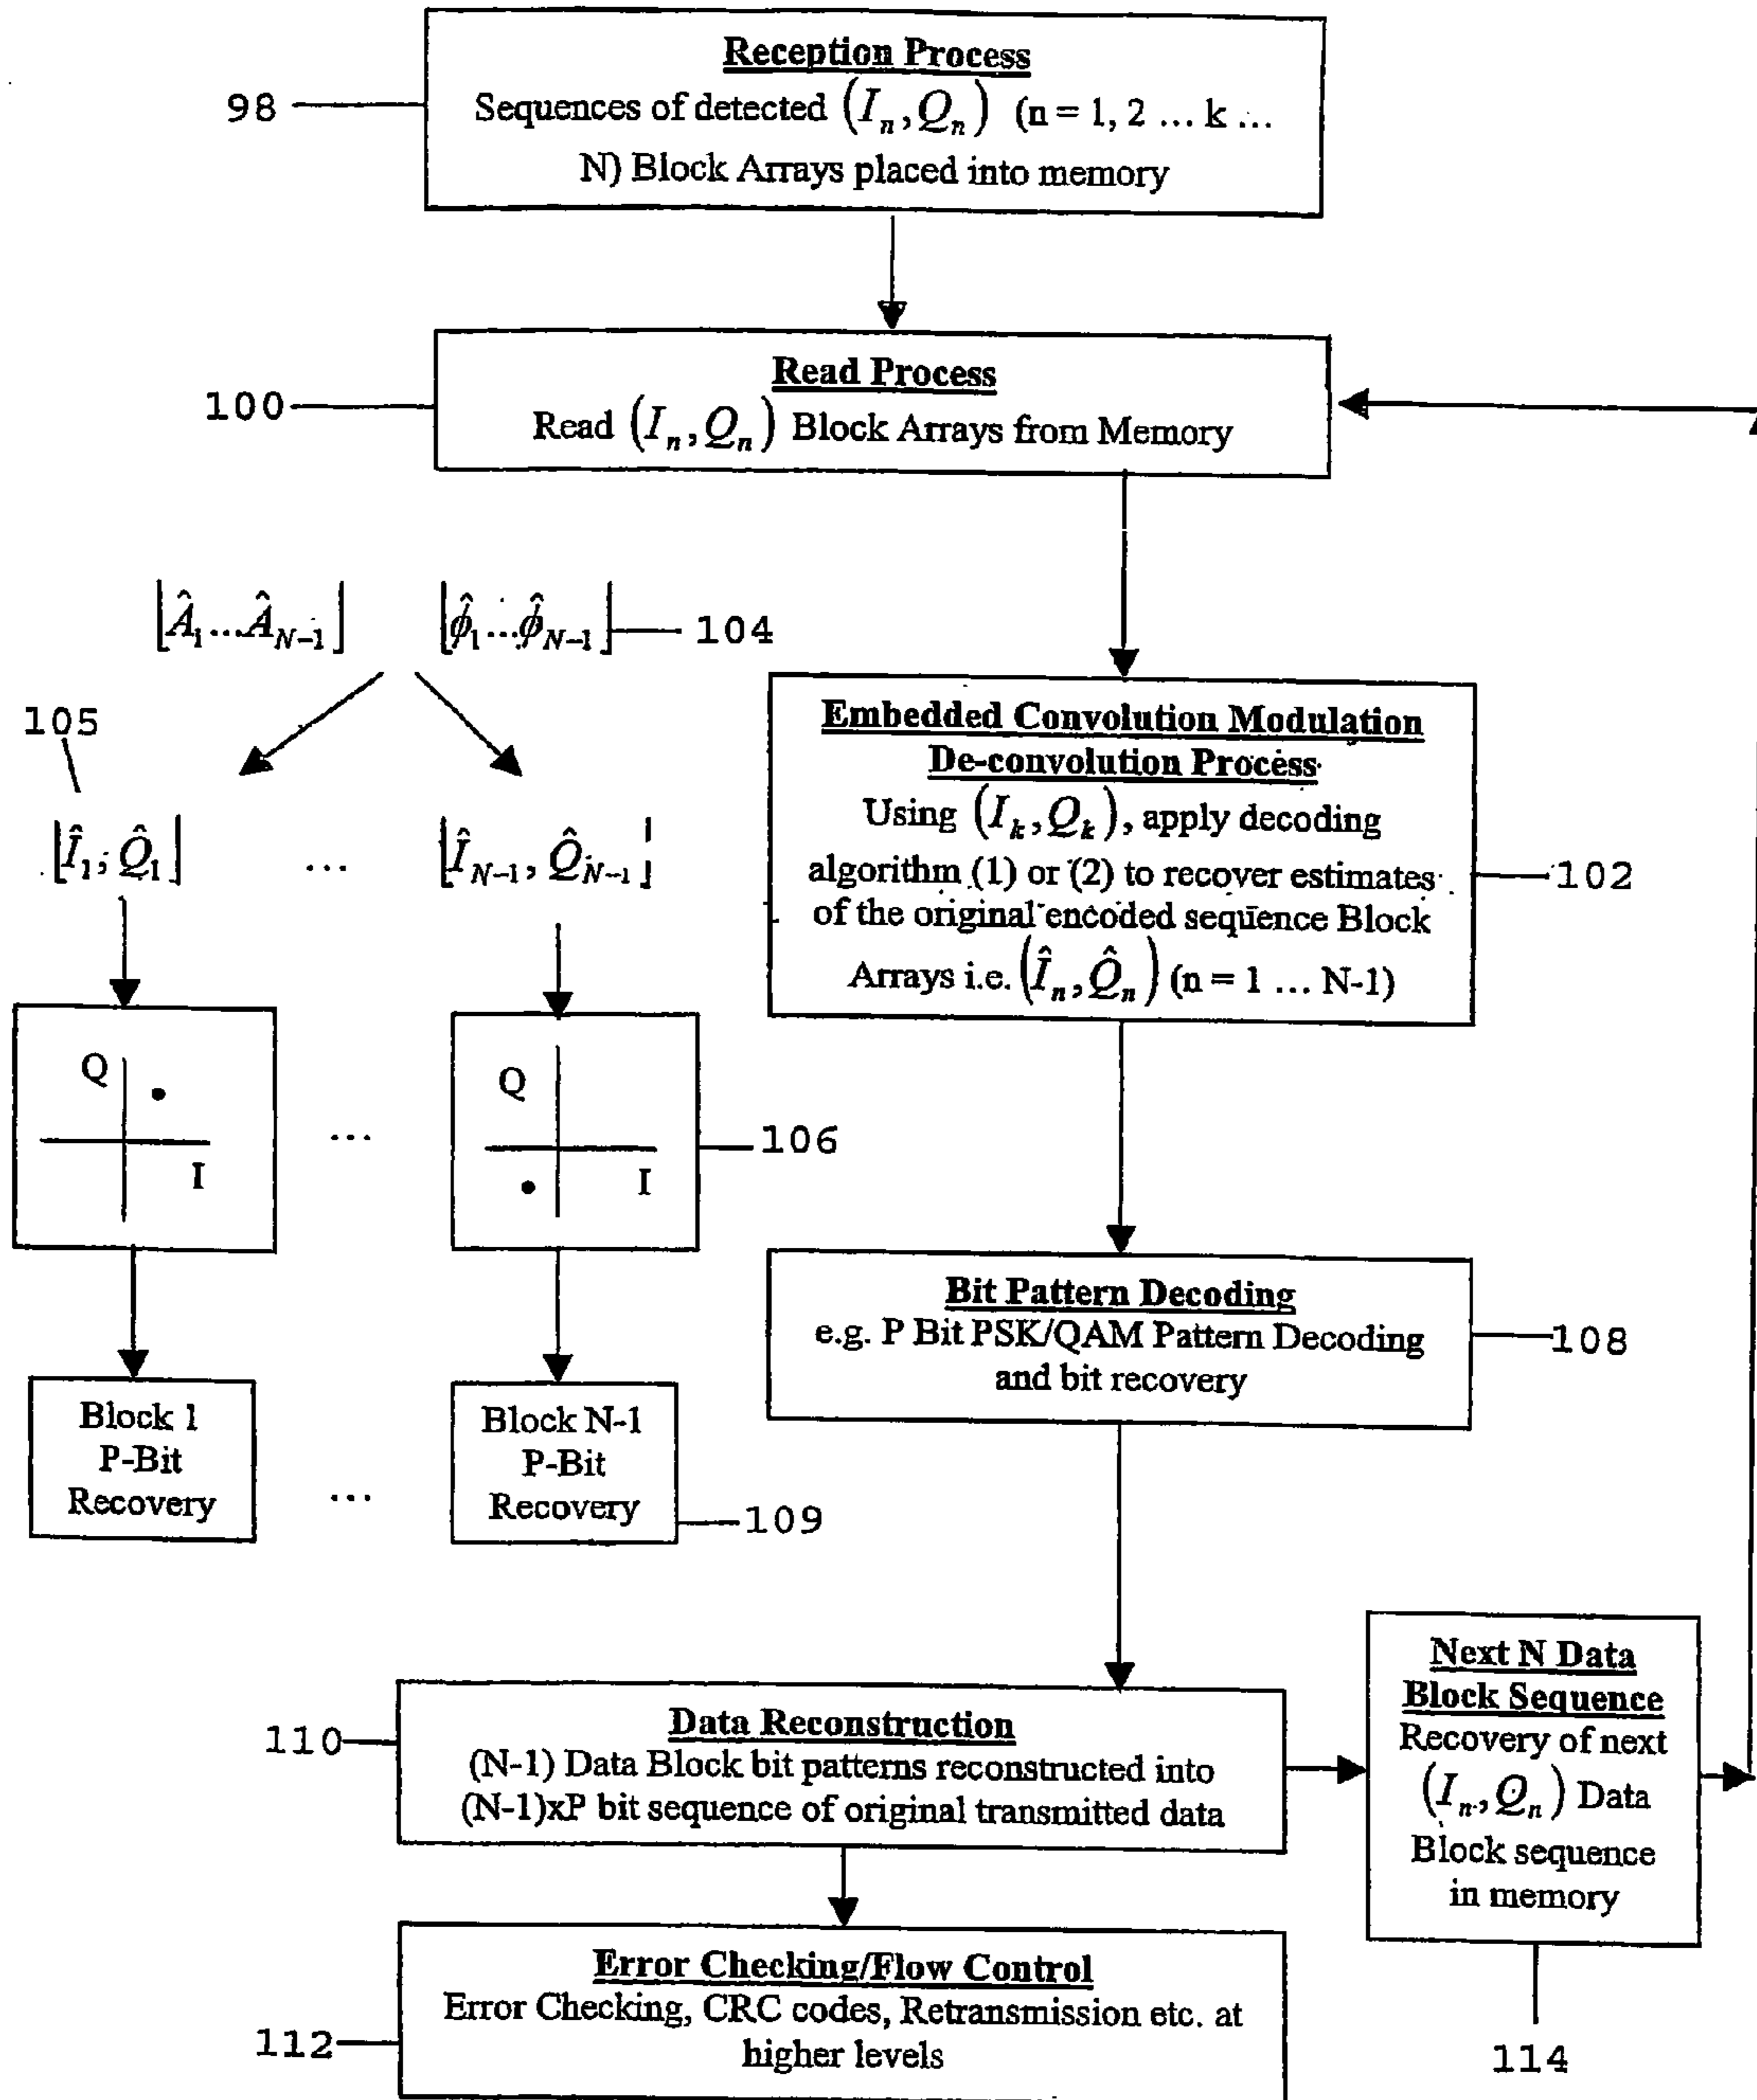 Reception Process
98
Sequences of detected (I_n, Q_n) (n = 1, 2 ... k ...
N) Block Arrays placed into memory
Read Process
100
Read (I_n, Q_n) Block Arrays from Memory
⌊Â_1...Â_{N-1}⌋ ⌊φ̂_1...φ̂_{N-1}⌋ 104
105
⌊Î_1, Q̂_1⌋ ... ⌊Î_{N-1}, Q̂_{N-1}⌋
Embedded Convolution Modulation
De-convolution Process
Using (I_k, Q_k), apply decoding
algorithm (1) or (2) to recover estimates
of the original encoded sequence Block
Arrays i.e. (Î_n, Q̂_n) (n = 1 ... N-1)
102
Q
I
...
Q
I
106
Bit Pattern Decoding
e.g. P Bit PSK/QAM Pattern Decoding
and bit recovery
108
Block 1
P-Bit
Recovery
...
Block N-1
P-Bit
Recovery
109
Data Reconstruction
110
(N-1) Data Block bit patterns reconstructed into
(N-1)xP bit sequence of original transmitted data
Next N Data
Block Sequence
Recovery of next
(I_n, Q_n) Data
Block sequence
in memory
114
Error Checking/Flow Control
Error Checking, CRC codes, Retransmission etc. at
higher levels
112